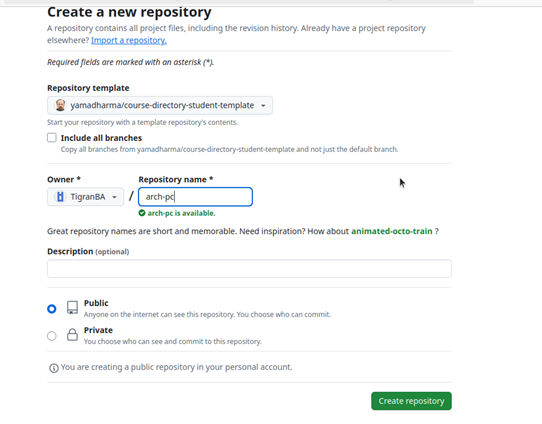 Create a new repository
A repository contains all project files, including the revision history. Already have a project repository
elsewhere? Import a repository.
Required fields are marked with an asterisk (*).
Repository template
yamadharma/course-directory-student-template
Start your repository with a template repository's contents.
Include all branches
Copy all branches from yamadharma/course-directory-student-template and not just the default branch.
Owner * Repository name *
TigranBA / arch-pc
arch-pc is available.
Great repository names are short and memorable. Need inspiration? How about animated-octo-train ?
Description (optional)
Public
Anyone on the internet can see this repository. You choose who can commit.
Private
You choose who can see and commit to this repository.
You are creating a public repository in your personal account.
Create repository